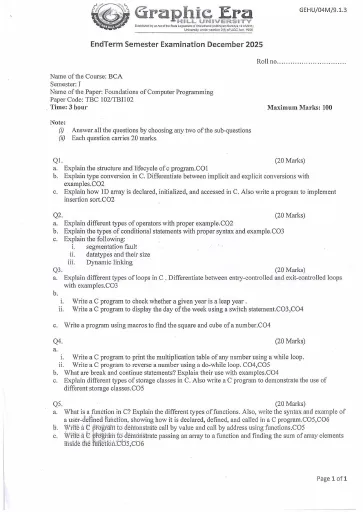 GEHU/04M/9.1.3
Graphic Era
HILL UNIVERSITY
EndTerm Semester Examination December 2025
Roll no...............................
Name of the Course: BCA
Semester: I
Name of the Paper: Foundations of Computer Programming
Paper Code: TBC 102/TBI102
Time: 3 hour Maximum Marks: 100
Note:
(i) Answer all the questions by choosing any two of the sub-questions
(ii) Each question carries 20 marks
Q1. (20 Marks)
a. Explain the structure and lifecycle of c program.CO1
b. Explain type conversion in C. Differentiate between implicit and explicit conversions with
examples.CO2
c. Explain how 1D array is declared, initialized, and accessed in C. Also write a program to implement
insertion sort.CO2
Q2. (20 Marks)
a. Explain different types of operators with proper example.CO2
b. Explain the types of conditional statements with proper syntax and example.CO3
c. Explain the following:
i. segmentation fault
ii. datatypes and their size
iii. Dynamic linking
Q3. (20 Marks)
a. Explain different types of loops in C . Differentiate between entry-controlled and exit-controlled loops
with examples.CO3
b.
i. Write a C program to check whether a given year is a leap year .
ii. Write a C program to display the day of the week using a switch statement.CO3,CO4
c. Write a program using macros to find the square and cube of a number.CO4
Q4. (20 Marks)
a.
i. Write a C program to print the multiplication table of any number using a while loop.
ii. Write a C program to reverse a number using a do-while loop. CO4,CO5
b. What are break and continue statements? Explain their use with examples.CO4
c. Explain different types of storage classes in C. Also write a C program to demonstrate the use of
different storage classes.CO5
Q5. (20 Marks)
a. What is a function in C? Explain the different types of functions. Also, write the syntax and example of
a user-defined function, showing how it is declared, defined, and called in a C program.CO5,CO6
b. Write a C program to demonstrate call by value and call by address using functions.CO5
c. Write a C program to demonstrate passing an array to a function and finding the sum of array elements
inside the function.CO5,CO6
Page 1 of 1